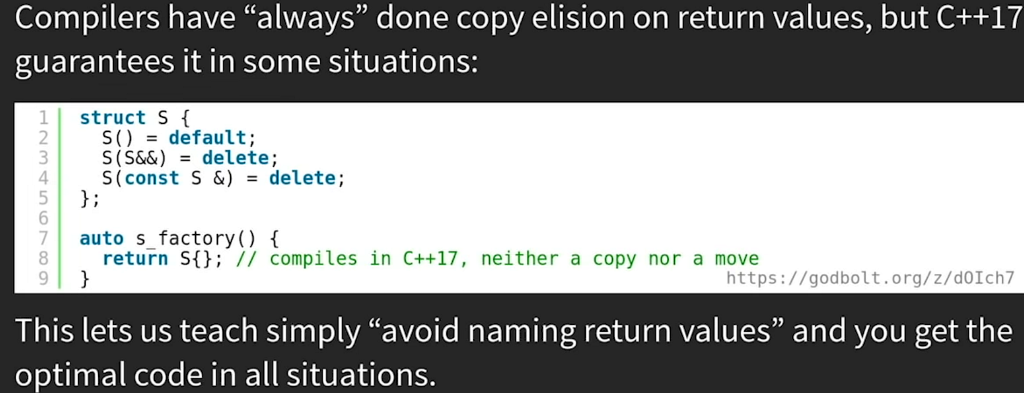 Compilers have “always” done copy elision on return values, but C++17
guarantees it in some situations:
1 struct S {
2 S() = default;
3 S(S&&) = delete;
4 S(const S &) = delete;
5 };
6
7 auto s_factory() {
8 return S{}; // compiles in C++17, neither a copy nor a move
9 }
https://godbolt.org/z/dOIch7
This lets us teach simply “avoid naming return values” and you get the
optimal code in all situations.